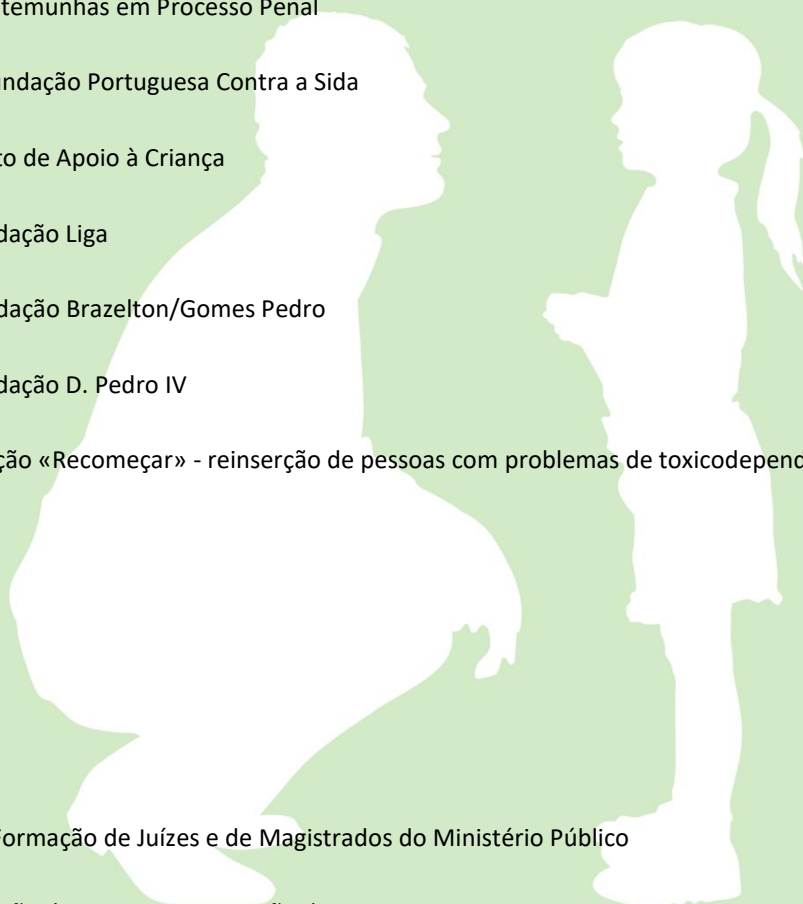 temunhas em Processo Penal
ndação Portuguesa Contra a Sida
to de Apoio à Criança
dação Liga
dação Brazelton/Gomes Pedro
dação D. Pedro IV
ção «Recomeçar» - reinserção de pessoas com problemas de toxicodepend
Formação de Juízes e de Magistrados do Ministério Público